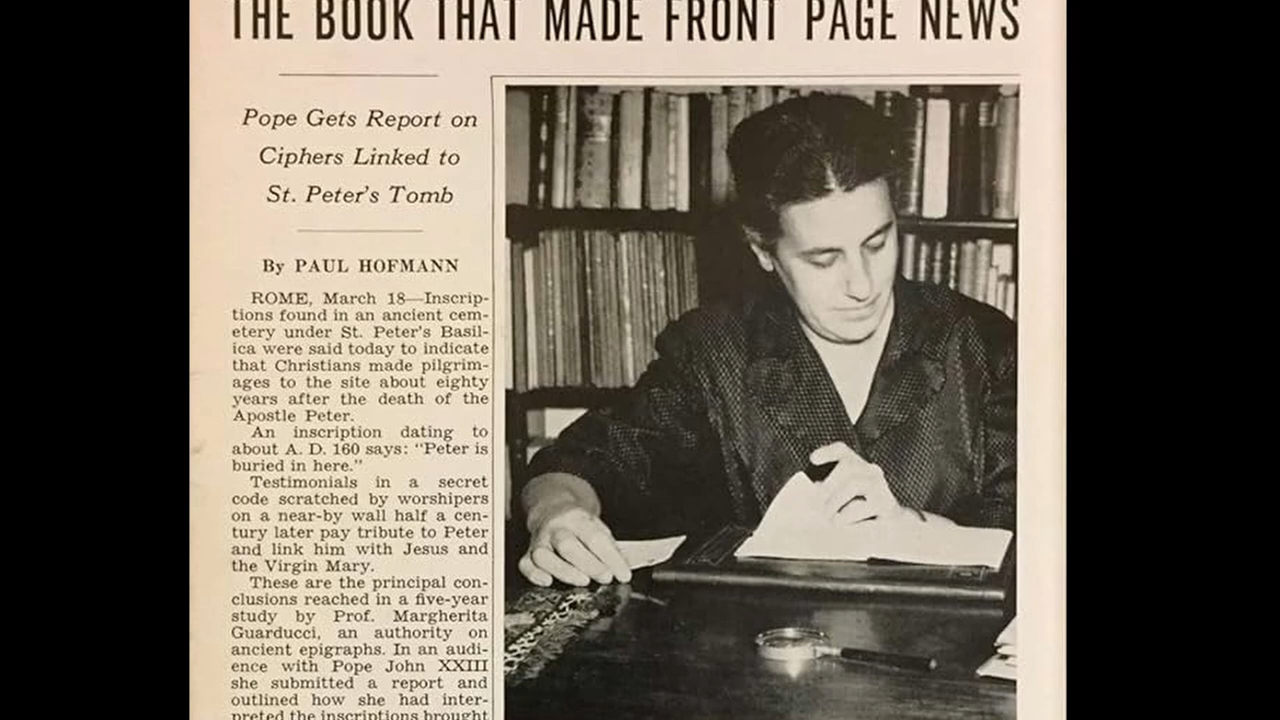 THE BOOK THAT MADE FRONT PAGE NEWS
Pope Gets Report on
Ciphers Linked to
St. Peter's Tomb
By PAUL HOFMANN
ROME, March 18—Inscrip-
tions found in an ancient cem-
etery under St. Peter's Basil-
ica were said today to indicate
that Christians made pilgrim-
ages to the site about eighty
years after the death of the
Apostle Peter.
An inscription dating to
about A. D. 160 says: "Peter is
buried in here."
Testimonials in a secret
code scratched by worshipers
on a near-by wall half a cen-
tury later pay tribute to Peter
and link him with Jesus and
the Virgin Mary.
These are the principal con-
clusions reached in a five-year
study by Prof. Margherita
Guarducci, an authority on
ancient epigraphs. In an audi-
ence with Pope John XXIII
she submitted a report and
outlined how she had inter-
preted the inscriptions brought